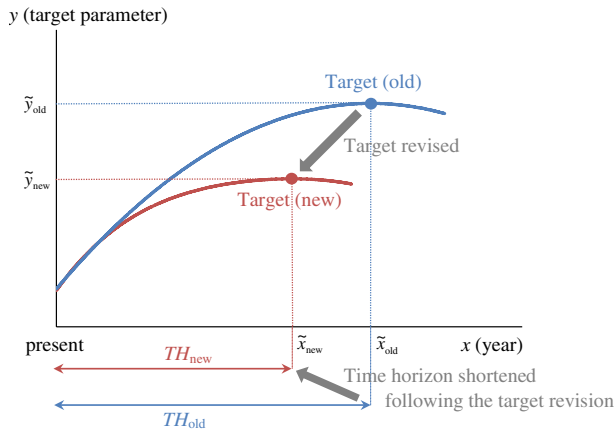 y (target parameter)
Target (old)
ỹold
Target revised
ỹnew
Target (new)
present
x̃new
x̃old
x (year)
THnew
Time horizon shortened
following the target revision
THold